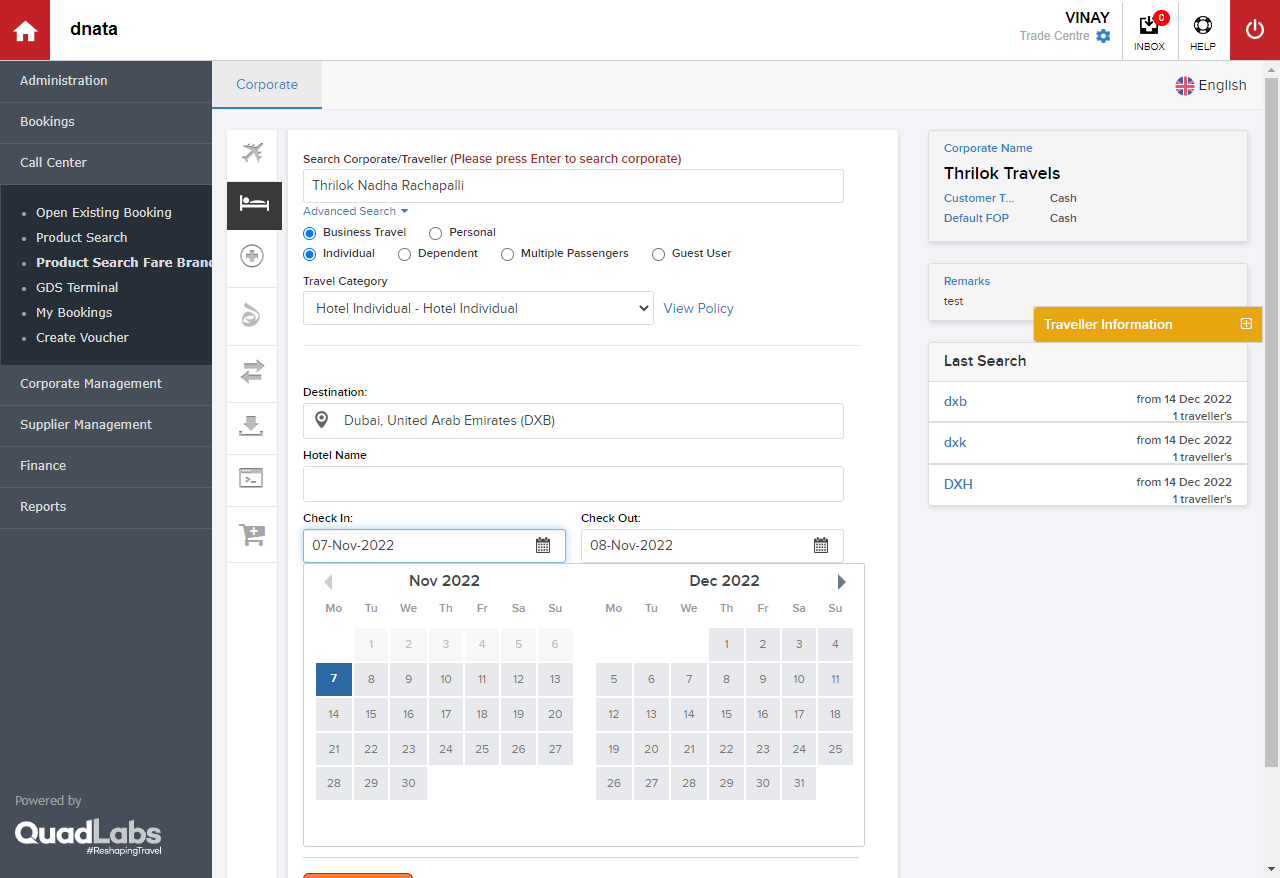 dnata
VINAY
Trade Centre
0
INBOX
HELP
Administration
Bookings
Call Center
Open Existing Booking
Product Search
Product Search Fare Bran
GDS Terminal
My Bookings
Create Voucher
Corporate Management
Supplier Management
Finance
Reports
Powered by
QuadLabs
#ReshapingTravel
Corporate
English
Search Corporate/Traveller (Please press Enter to search corporate)
Thrilok Nadha Rachapalli
Advanced Search
Business Travel Personal
Individual Dependent Multiple Passengers Guest User
Travel Category
Hotel Individual - Hotel Individual View Policy
Destination:
Dubai, United Arab Emirates (DXB)
Hotel Name
Check In: Check Out:
07-Nov-2022 08-Nov-2022
Nov 2022
Mo Tu We Th Fr Sa Su
1 2 3 4 5 6
7 8 9 10 11 12 13
14 15 16 17 18 19 20
21 22 23 24 25 26 27
28 29 30
Dec 2022
Mo Tu We Th Fr Sa Su
1 2 3 4
5 6 7 8 9 10 11
12 13 14 15 16 17 18
19 20 21 22 23 24 25
26 27 28 29 30 31
Corporate Name
Thrilok Travels
Customer T... Cash
Default FOP Cash
Remarks
test
Traveller Information
Last Search
dxb from 14 Dec 2022
1 traveller's
dxk from 14 Dec 2022
1 traveller's
DXH from 14 Dec 2022
1 traveller's